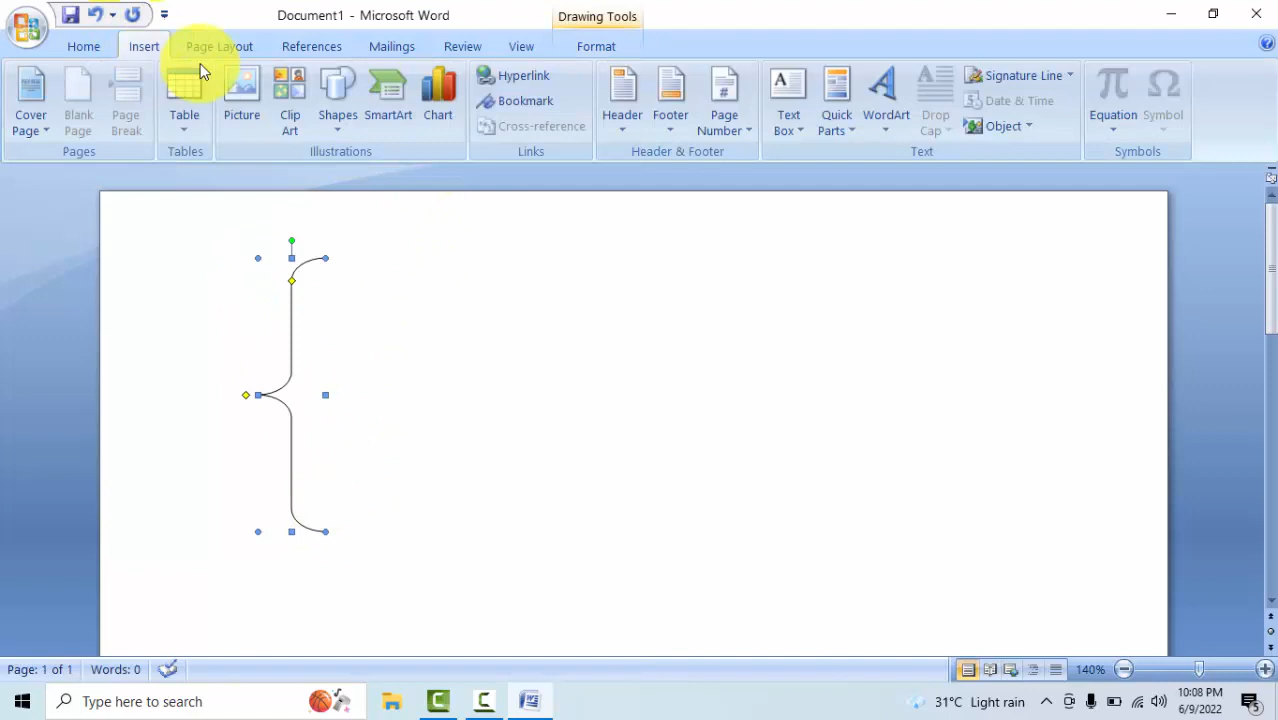 Document1 - Microsoft Word
Drawing Tools
Home Insert Page Layout References Mailings Review View Format
Cover Page
Blank Page
Page Break
Pages
Table
Tables
Picture
Clip Art
Shapes
SmartArt
Chart
Illustrations
Hyperlink
Bookmark
Cross-reference
Links
Header
Footer
Page Number
Header & Footer
Text Box
Quick Parts
WordArt
Drop Cap
Signature Line
Date & Time
Object
Text
Equation
Symbol
Symbols
Page: 1 of 1 Words: 0 140%
Type here to search
31°C Light rain
10:08 PM
6/9/2022
5